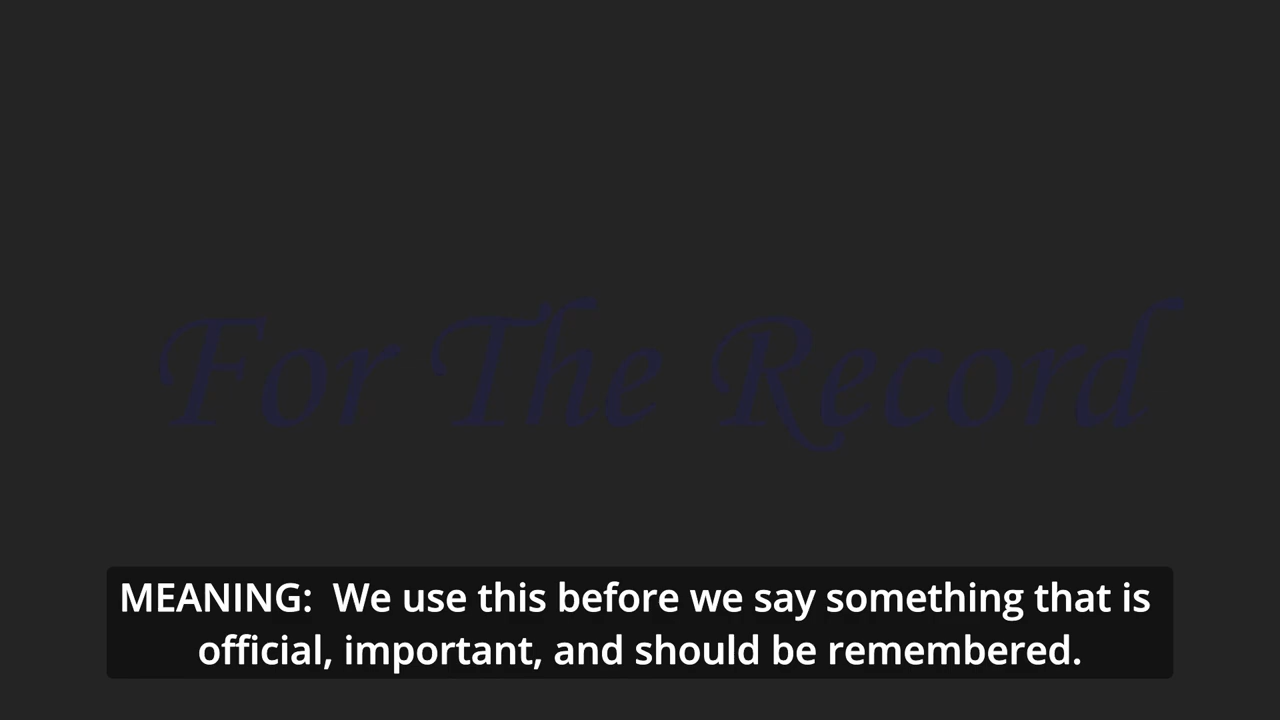 For The Record
MEANING:  We use this before we say something that is
official, important, and should be remembered.